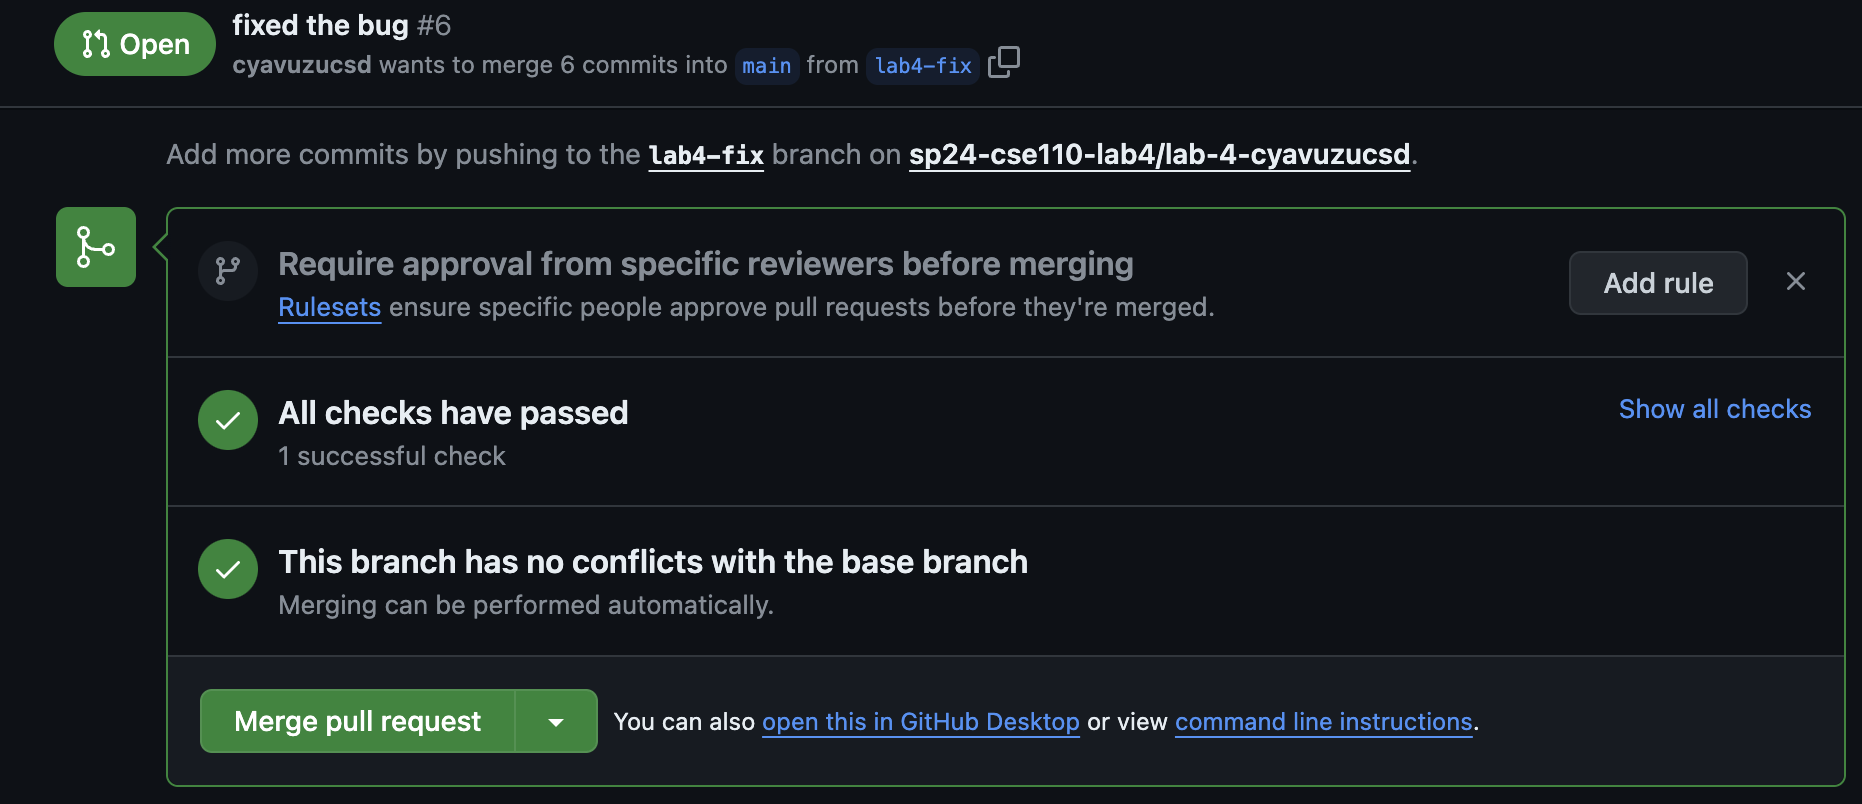 Open
fixed the bug #6
cyavuzucsd wants to merge 6 commits into main from lab4-fix
Add more commits by pushing to the lab4-fix branch on sp24-cse110-lab4/lab-4-cyavuzucsd.
Require approval from specific reviewers before merging
Rulesets ensure specific people approve pull requests before they're merged.
Add rule
All checks have passed
1 successful check
Show all checks
This branch has no conflicts with the base branch
Merging can be performed automatically.
Merge pull request
You can also open this in GitHub Desktop or view command line instructions.